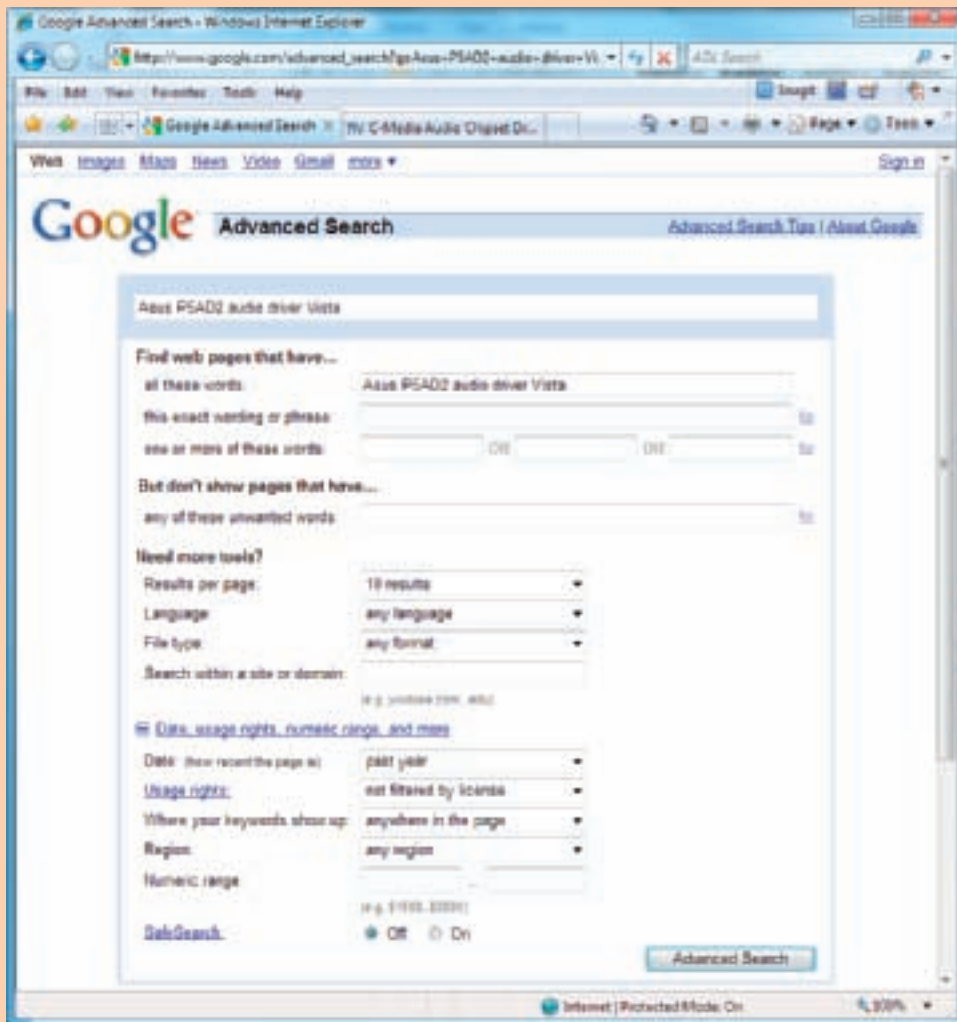 Google Advanced Search - Windows Internet Explorer
http://www.google.com/advanced_search?q=Asus+P5AD2+audio+driver+Vi
Search
File Edit View Favorites Tools Help
SnagIt
Google Advanced Search
C-Media Audio Chipset Dr...
Page Tools
Web Images Maps News Video Gmail more
Sign in
Google Advanced Search
Advanced Search Tips | About Google
Asus P5AD2 audio driver Vista
Find web pages that have...
all these words:
Asus P5AD2 audio driver Vista
this exact wording or phrase:
one or more of these words:
OR
OR
But don't show pages that have...
any of these unwanted words:
Need more tools?
Results per page:
10 results
Language:
any language
File type:
any format
Search within a site or domain:
(e.g. youtube.com, .edu)
Date, usage rights, numeric range, and more
Date: (how recent the page is)
past year
Usage rights:
not filtered by license
Where your keywords show up:
anywhere in the page
Region:
any region
Numeric range:
SafeSearch:
Off On
Advanced Search
Internet | Protected Mode: On
100%